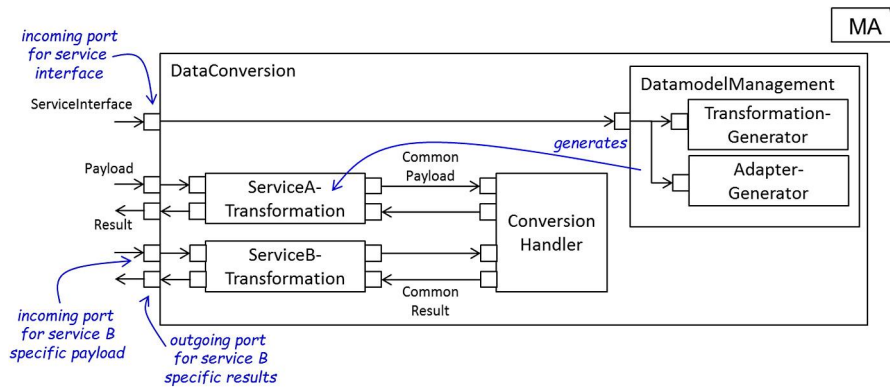 MA
incoming port
for service
interface
DataConversion
DatamodelManagement
ServiceInterface
Transformation-
Generator
generates
Adapter-
Generator
Payload
Common
Payload
ServiceA-
Transformation
Result
Conversion
Handler
ServiceB-
Transformation
Common
Result
incoming port
for service B
specific payload
outgoing port
for service B
specific results